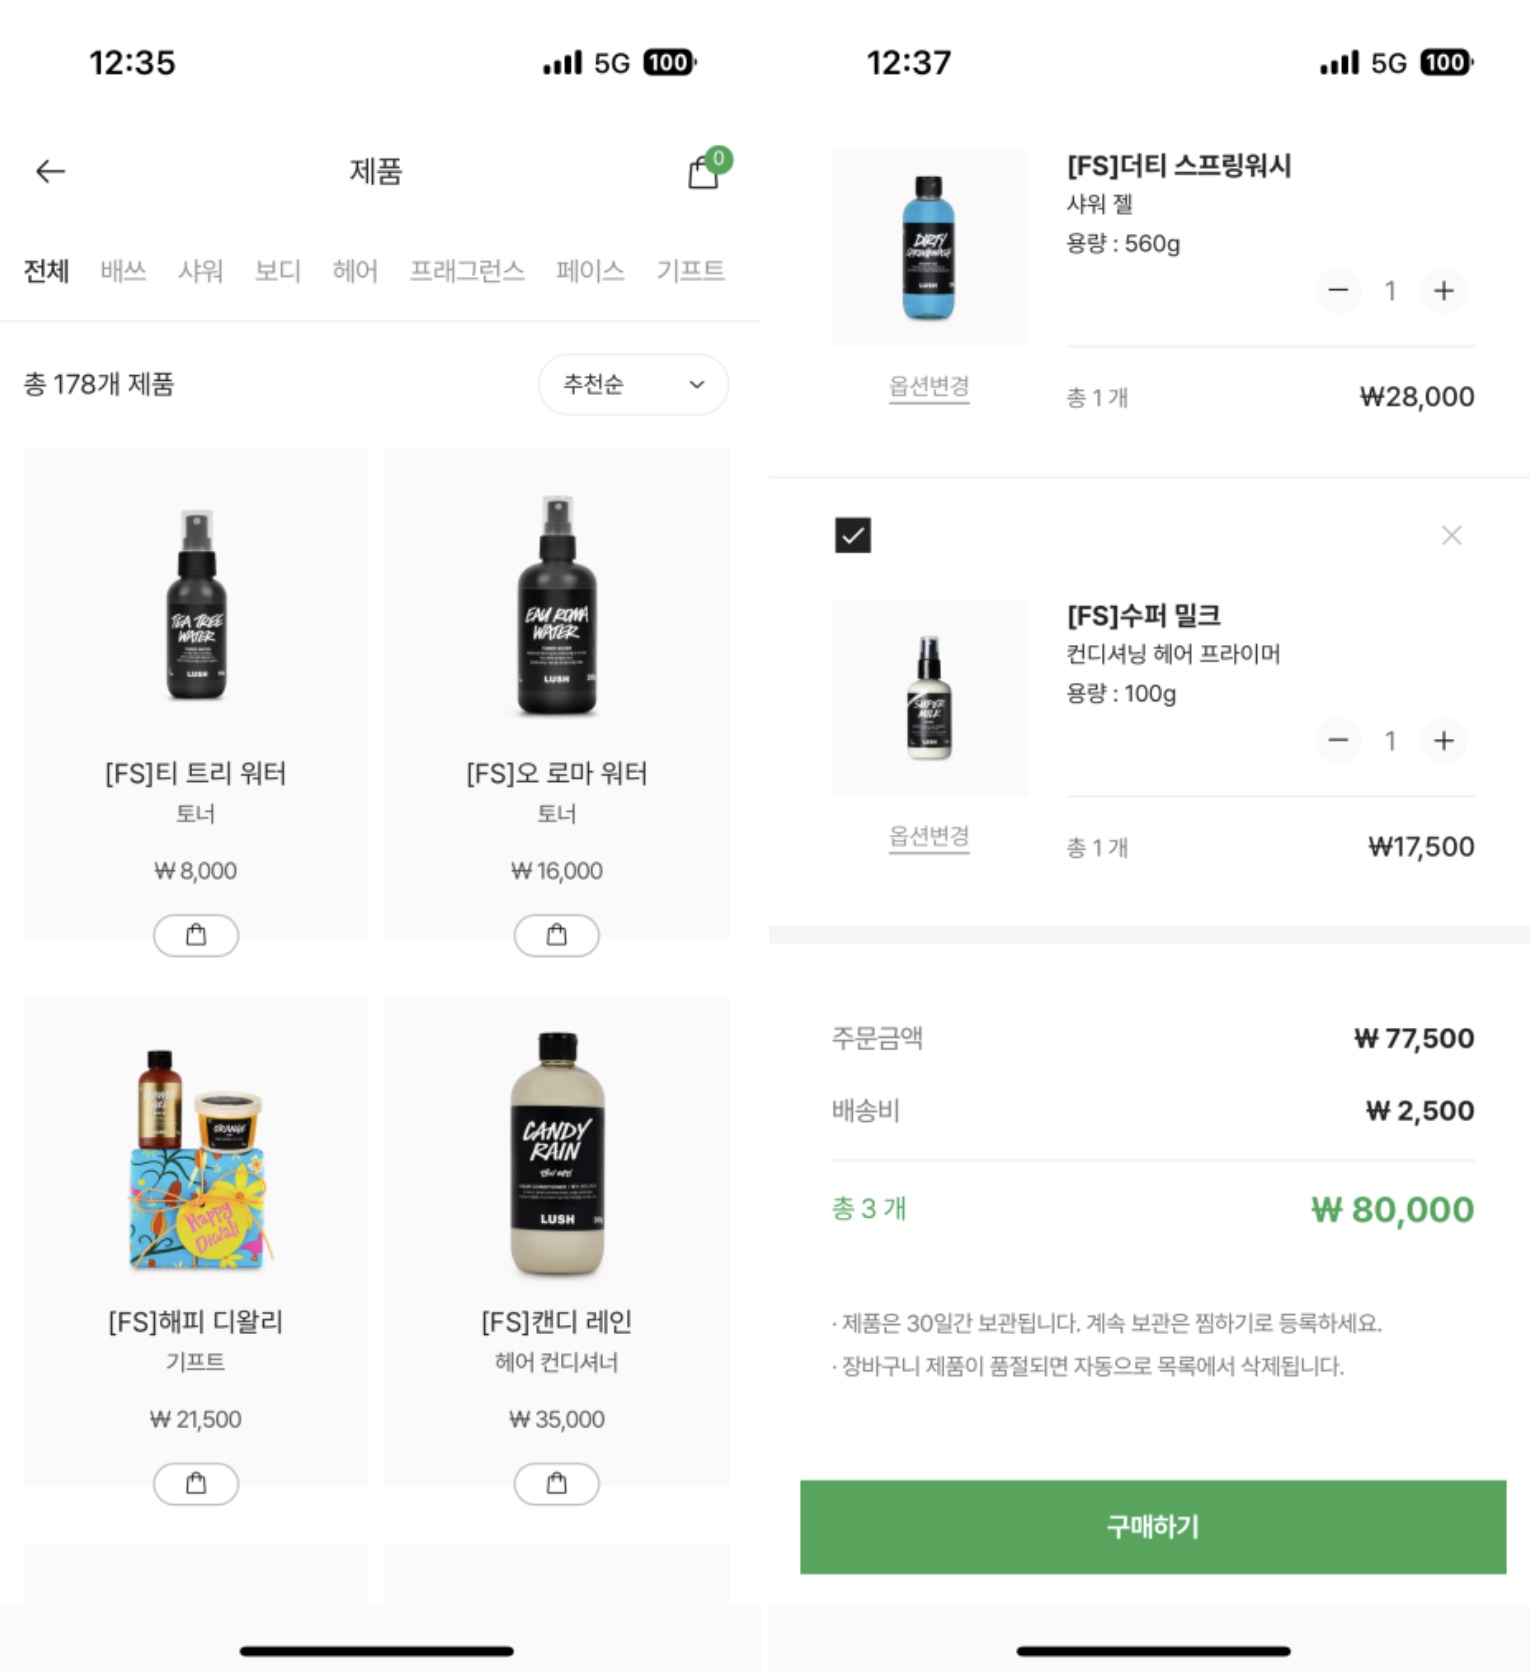 12:35
5G 100
제품
0
전체 배쓰 샤워 보디 헤어 프래그런스 페이스 기프트
총 178개 제품
추천순
TEA TREE
WATER
LUSH
EAU ROMA
WATER
LUSH
[FS]티 트리 워터
토너
₩ 8,000
[FS]오 로마 워터
토너
₩ 16,000
ORANGE
Happy
Diwali
CANDY
RAIN
캔디 레인
LUSH
[FS]해피 디왈리
기프트
₩ 21,500
[FS]캔디 레인
헤어 컨디셔너
₩ 35,000
12:37
5G 100
DIRTY
SPRINGWASH
LUSH
[FS]더티 스프링워시
샤워 젤
용량 : 560g
1
옵션변경
총 1 개
₩28,000
SUPER
MILK
LUSH
[FS]수퍼 밀크
컨디셔닝 헤어 프라이머
용량 : 100g
1
옵션변경
총 1 개
₩17,500
주문금액
₩ 77,500
배송비
₩ 2,500
총 3 개
₩ 80,000
· 제품은 30일간 보관됩니다. 계속 보관은 찜하기로 등록하세요.
· 장바구니 제품이 품절되면 자동으로 목록에서 삭제됩니다.
구매하기